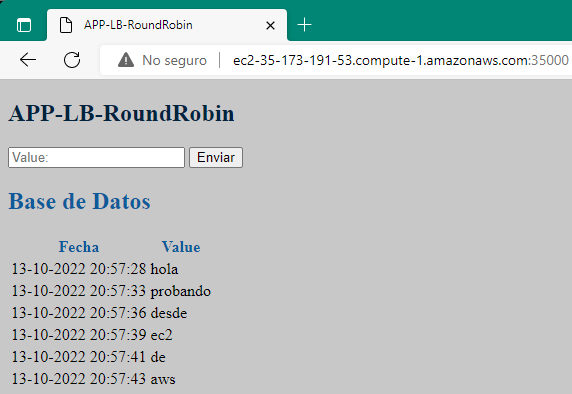 APP-LB-RoundRobin
No seguro
ec2-35-173-191-53.compute-1.amazonaws.com:35000
APP-LB-RoundRobin
Value:
Enviar
Base de Datos
Fecha Value
13-10-2022 20:57:28 hola
13-10-2022 20:57:33 probando
13-10-2022 20:57:36 desde
13-10-2022 20:57:39 ec2
13-10-2022 20:57:41 de
13-10-2022 20:57:43 aws